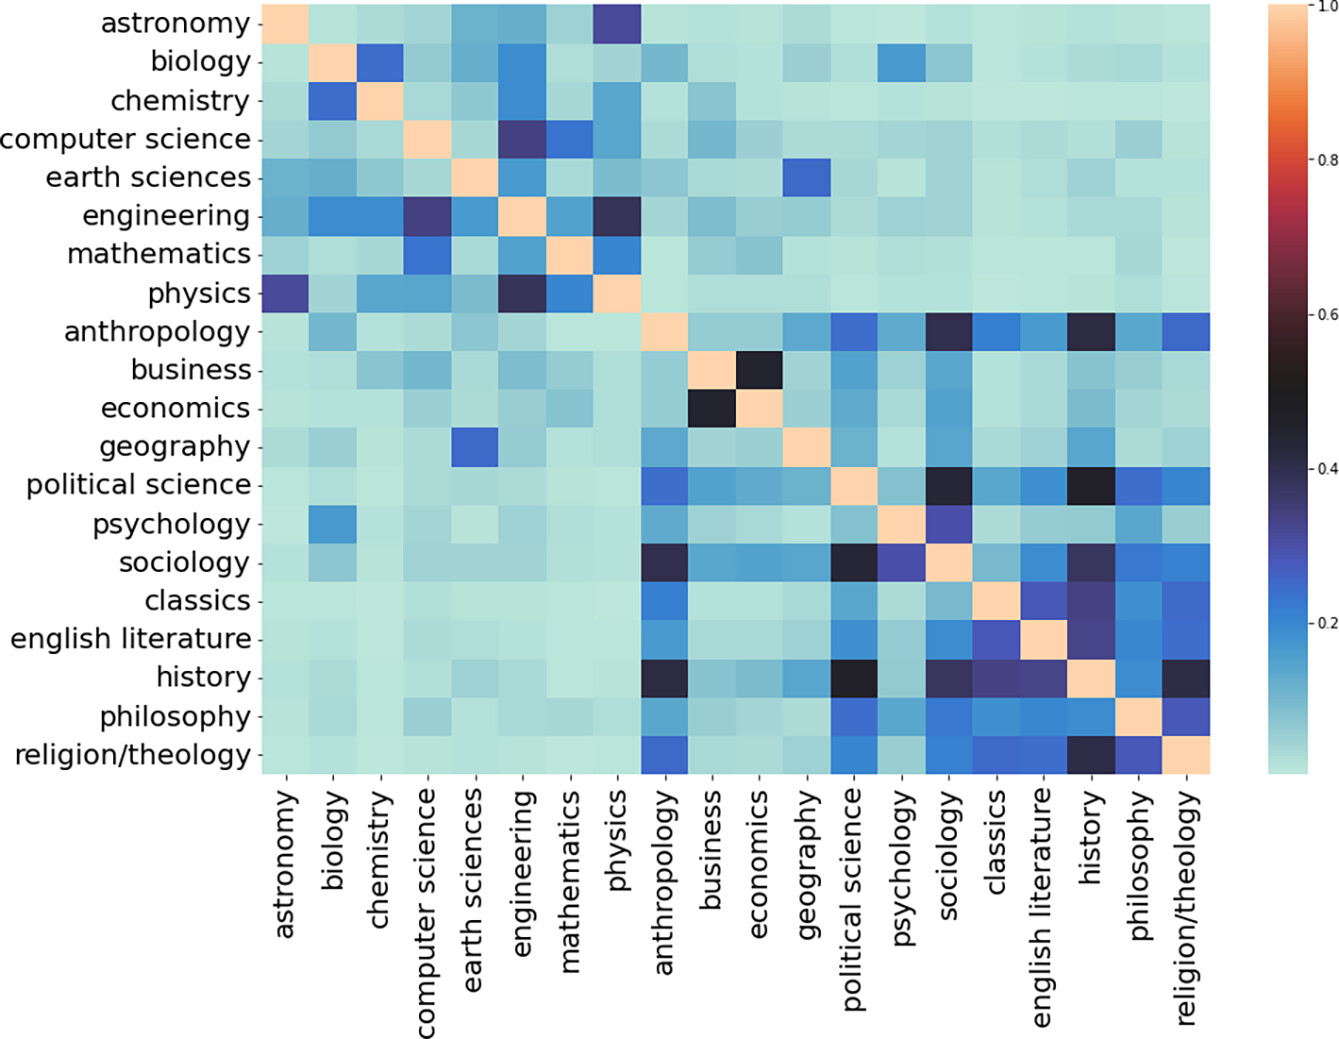 astronomy
biology
chemistry
computer science
earth sciences
engineering
mathematics
physics
anthropology
business
economics
geography
political science
psychology
sociology
classics
english literature
history
philosophy
religion/theology
astronomy
biology
chemistry
computer science
earth sciences
engineering
mathematics
physics
anthropology
business
economics
geography
political science
psychology
sociology
classics
english literature
history
philosophy
religion/theology
1.0
0.8
0.6
0.4
0.2